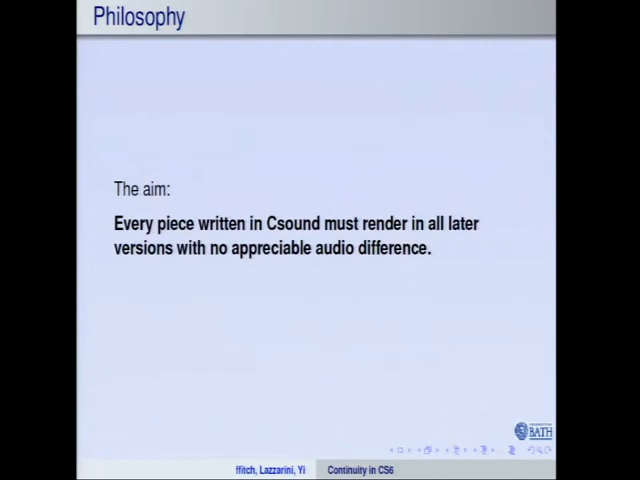 Philosophy
The aim:
Every piece written in Csound must render in all later
versions with no appreciable audio difference.
BATH
ffitch, Lazzarini, Yi
Continuity in CS6